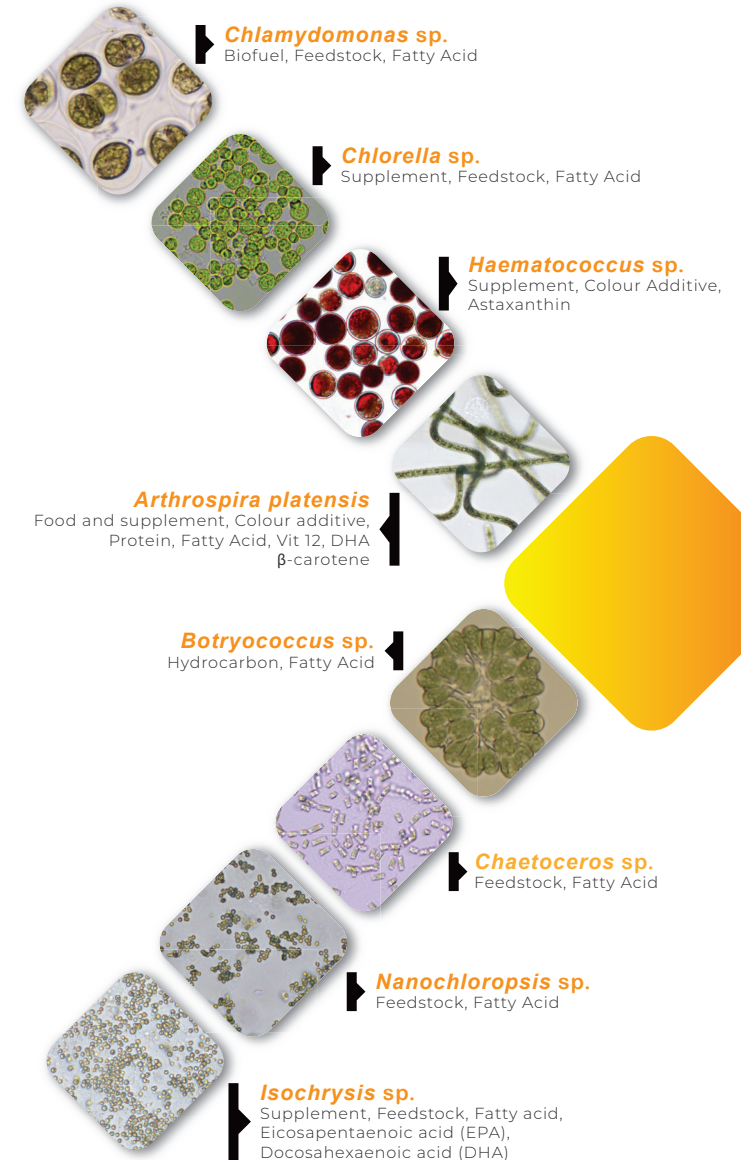 Chlamydomonas sp.
Biofuel, Feedstock, Fatty Acid
Chlorella sp.
Supplement, Feedstock, Fatty Acid
Haematococcus sp.
Supplement, Colour Additive,
Astaxanthin
Arthrospira platensis
Food and supplement, Colour additive,
Protein, Fatty Acid, Vit 12, DHA
β-carotene
Botryococcus sp.
Hydrocarbon, Fatty Acid
Chaetoceros sp.
Feedstock, Fatty Acid
Nanochloropsis sp.
Feedstock, Fatty Acid
Isochrysis sp.
Supplement, Feedstock, Fatty acid,
Eicosapentaenoic acid (EPA),
Docosahexaenoic acid (DHA)